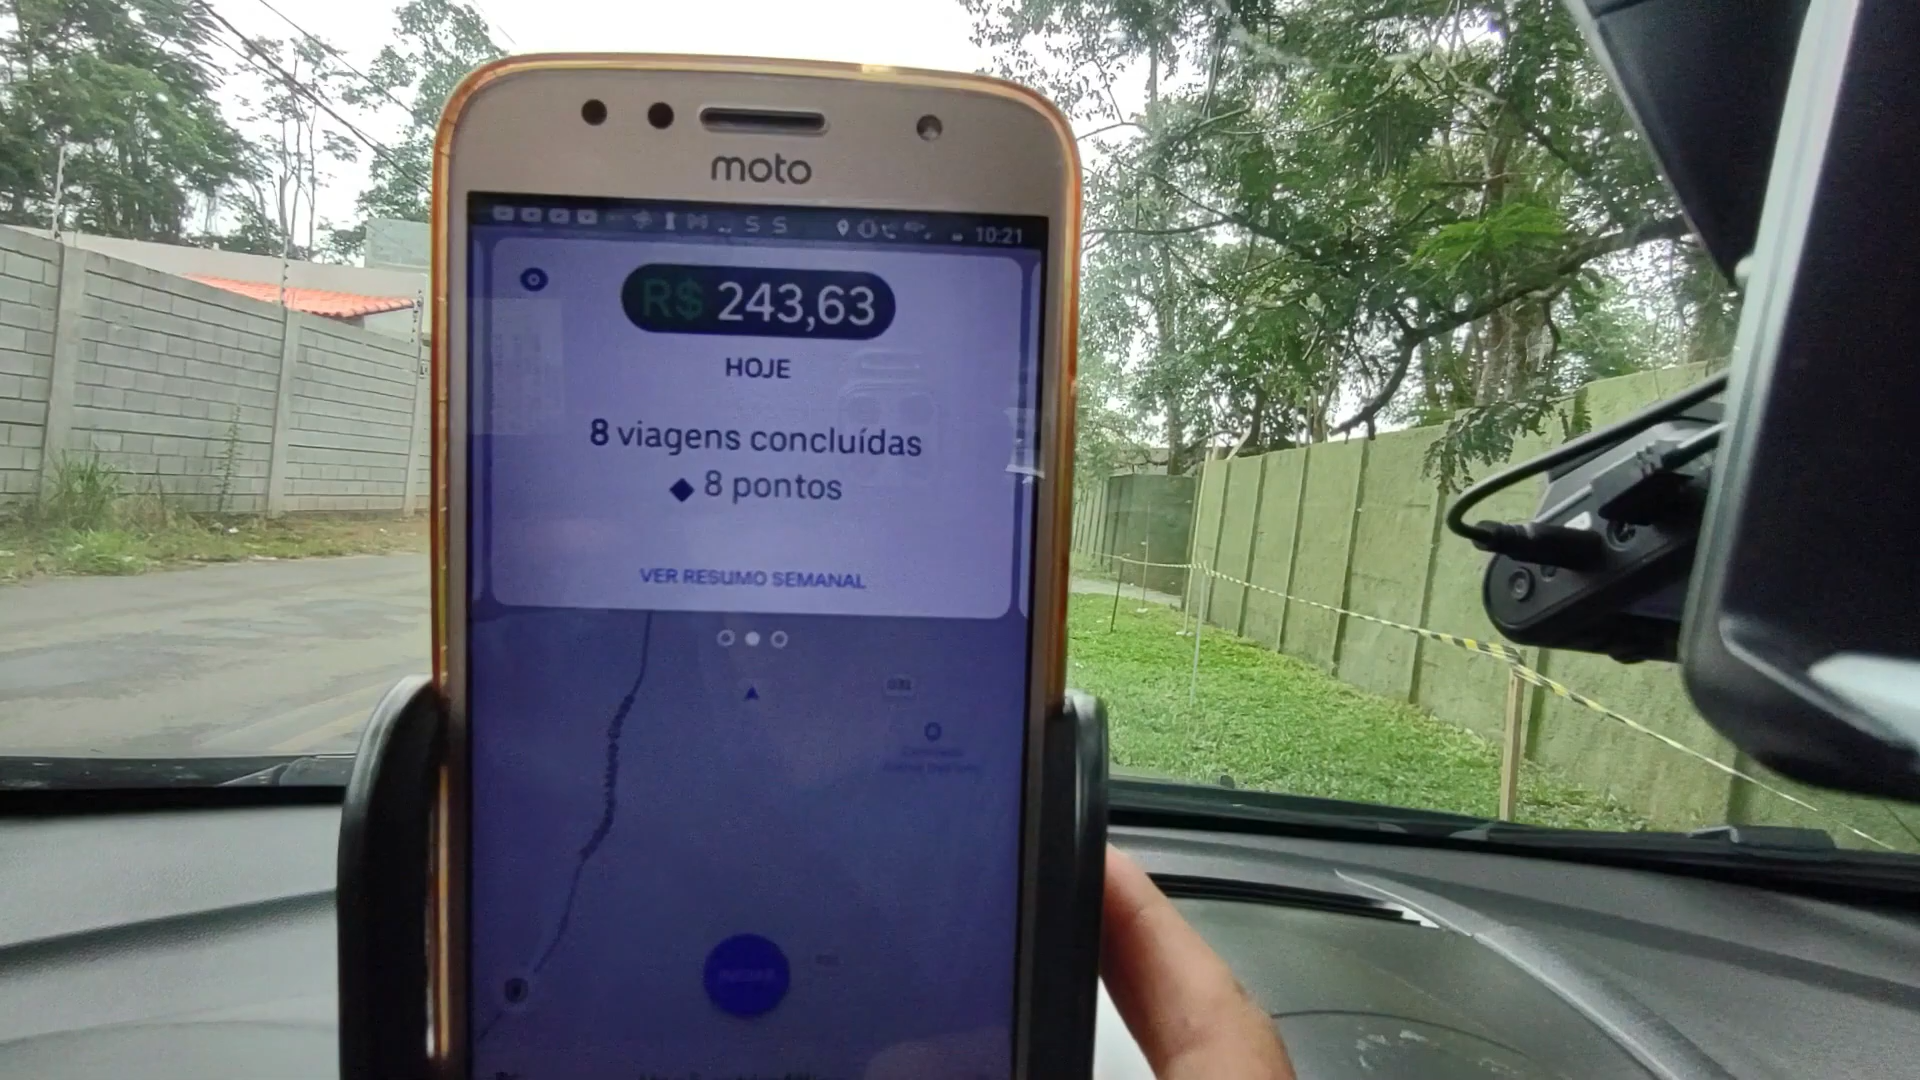 moto
10:21
R$ 243,63
HOJE
8 viagens concluídas
8 pontos
VER RESUMO SEMANAL